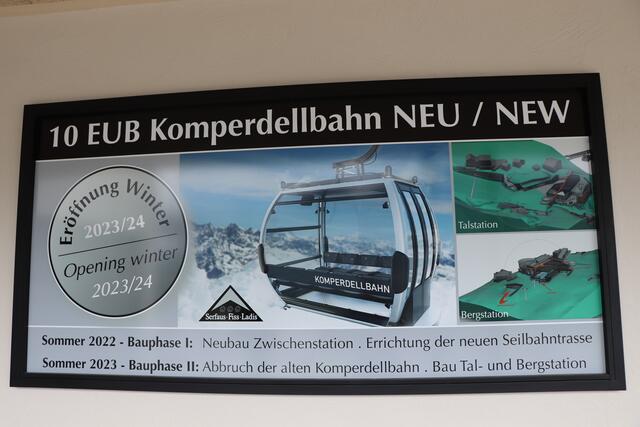 10 EUB Komperdellbahn NEU / NEW
Eröffnung Winter
2023/24
Opening winter
2023/24
KOMPERDELLBAHN
Serfaus-Fiss-Ladis
Talstation
Bergstation
Sommer 2022 - Bauphase I: Neubau Zwischenstation . Errichtung der neuen Seilbahntrasse
Sommer 2023 - Bauphase II: Abbruch der alten Komperdellbahn . Bau Tal- und Bergstation